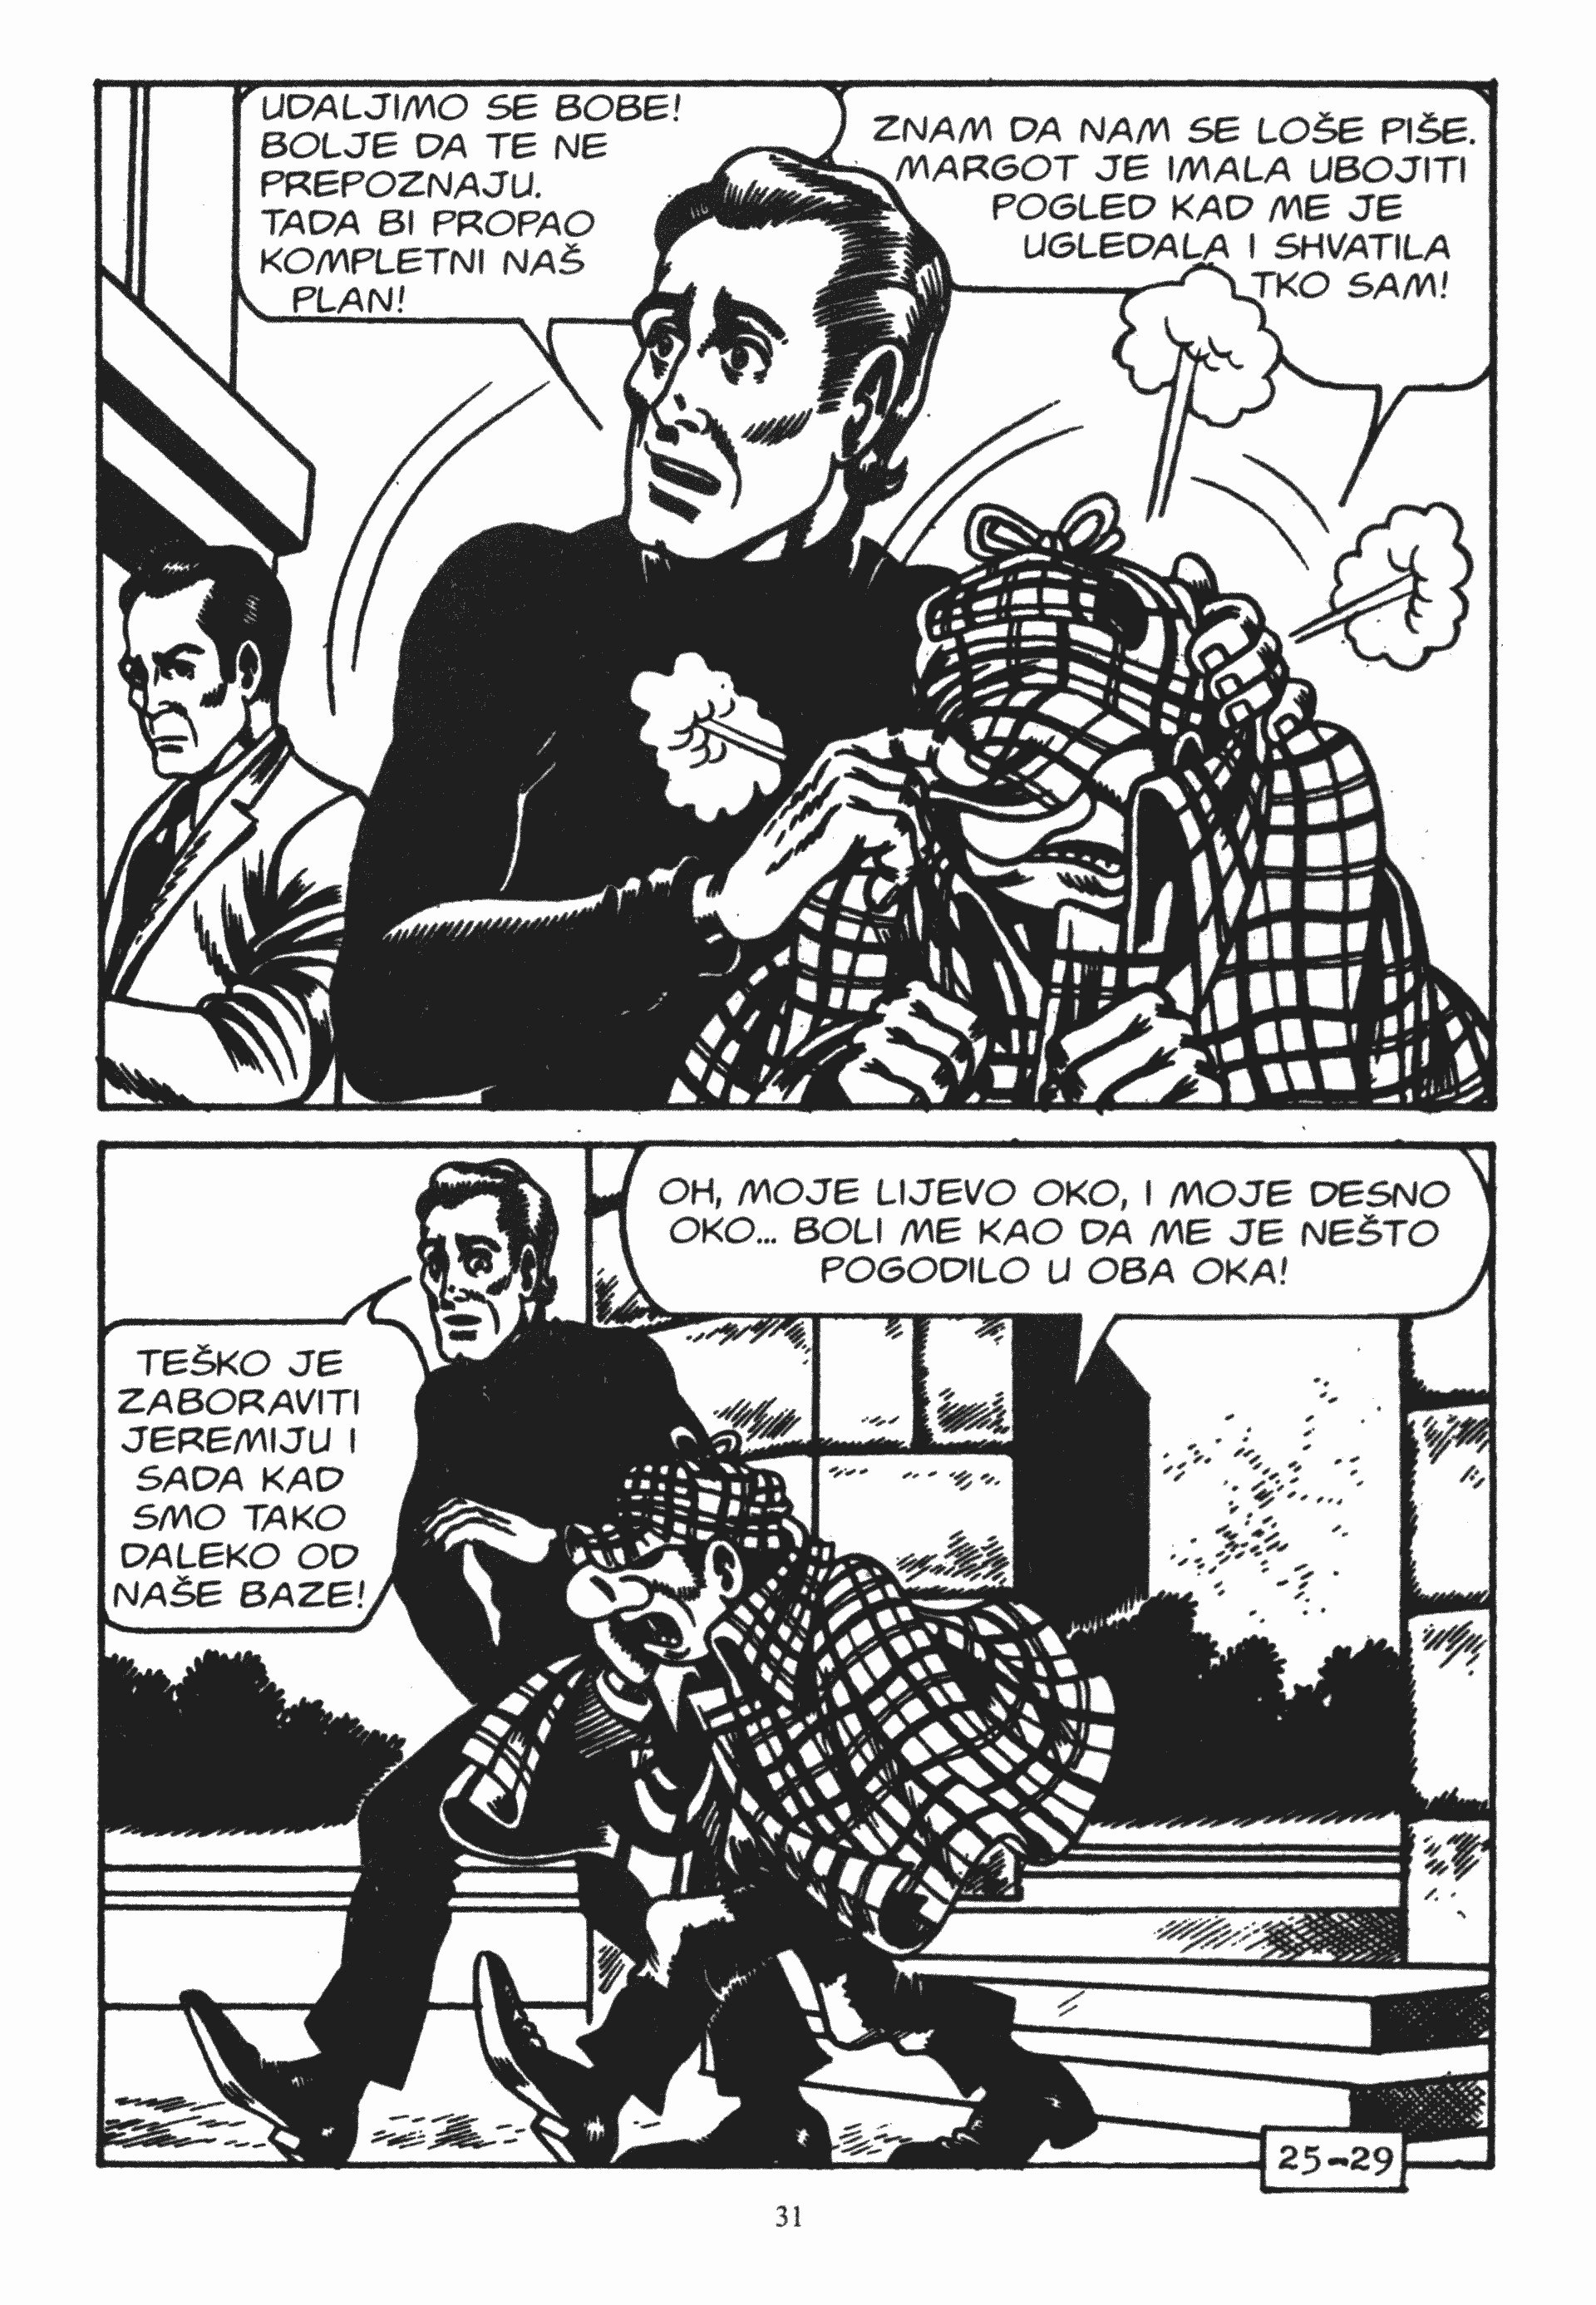 UDALJIMO SE BOBE!
BOLJE DA TE NE
PREPOZNAJU.
TADA BI PROPAO
KOMPLETNI NAŠ
PLAN!
ZNAM DA NAM SE LOŠE PIŠE.
MARGOT JE IMALA UBOJITI
POGLED KAD ME JE
UGLEDALA I SHVATILA
TKO SAM!
OH, MOJE LIJEVO OKO, I MOJE DESNO
OKO... BOLI ME KAO DA ME JE NEŠTO
POGODILO U OBA OKA!
TEŠKO JE
ZABORAVITI
JEREMIJU I
SADA KAD
SMO TAKO
DALEKO OD
NAŠE BAZE!
25-29
31